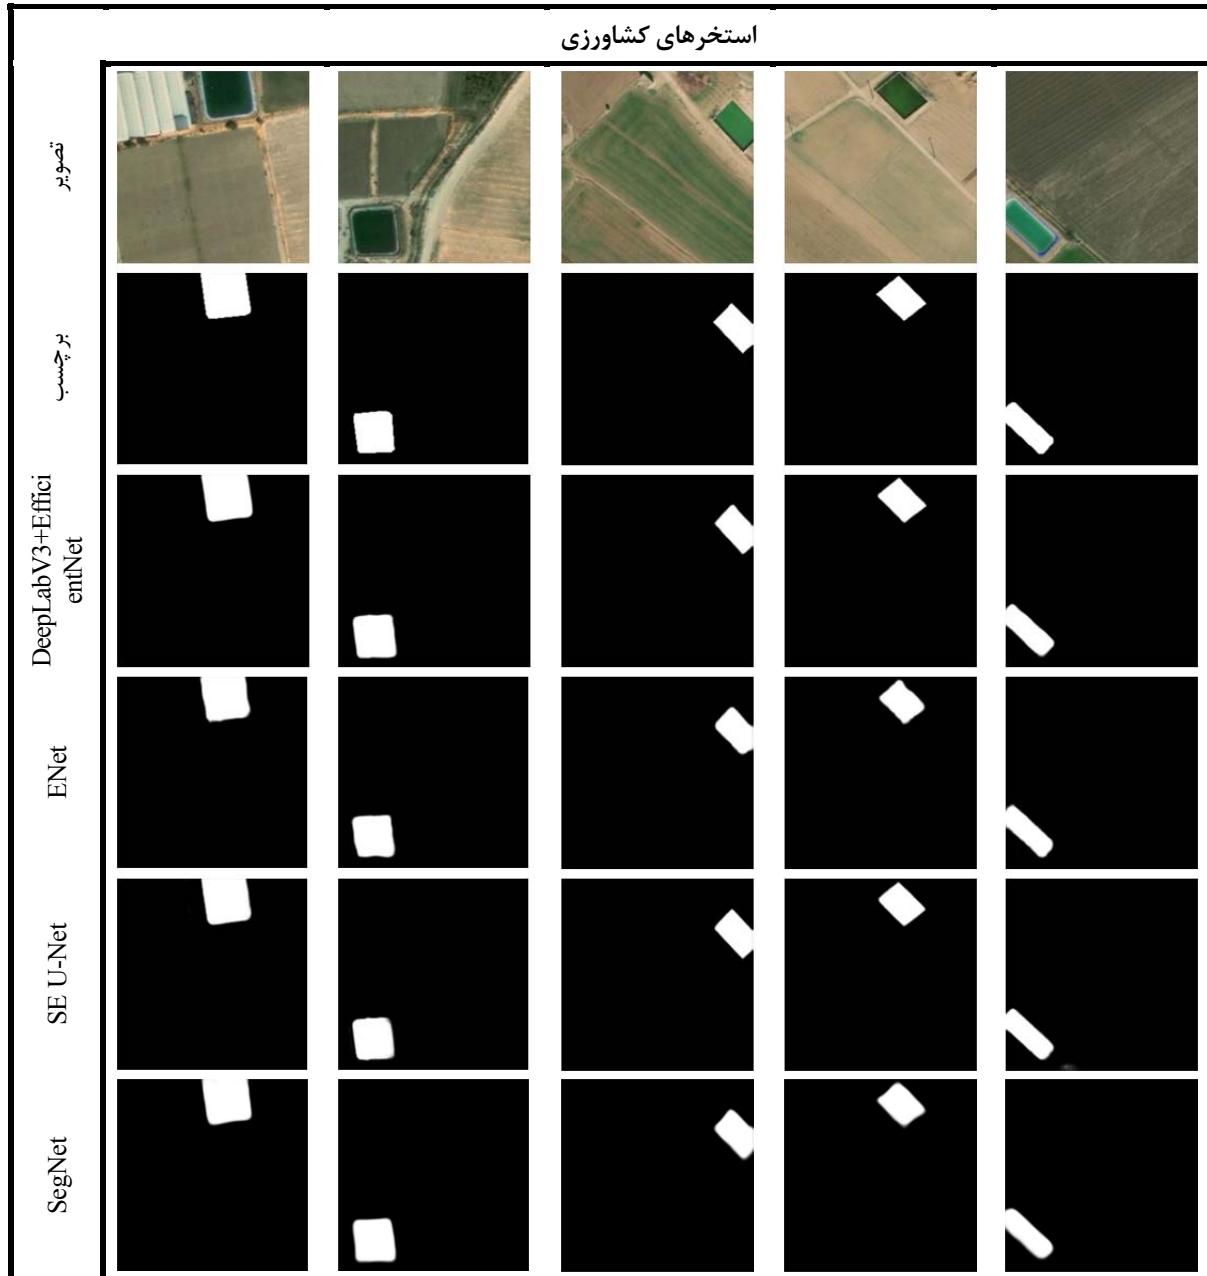 استخرهای کشاورزی
تصویر
برچسب
DeepLabV3+Effici
entNet
ENet
SE U-Net
SegNet